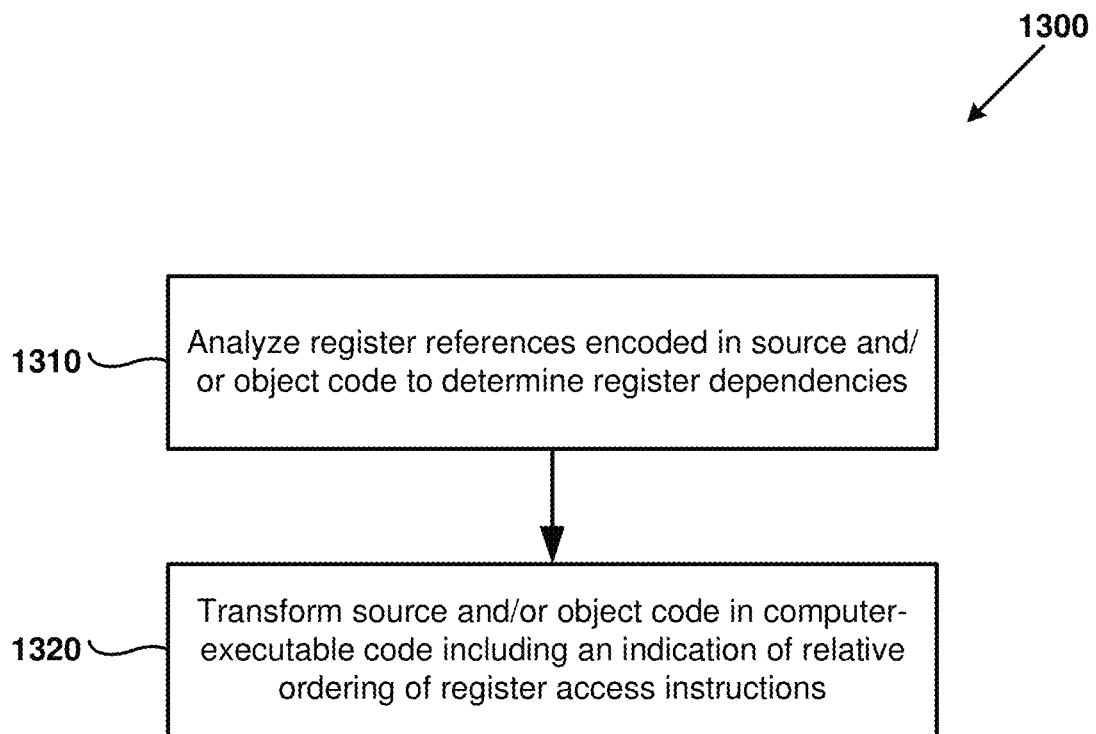 1300
1310
Analyze register references encoded in source and/
or object code to determine register dependencies
1320
Transform source and/or object code in computer-
executable code including an indication of relative
ordering of register access instructions